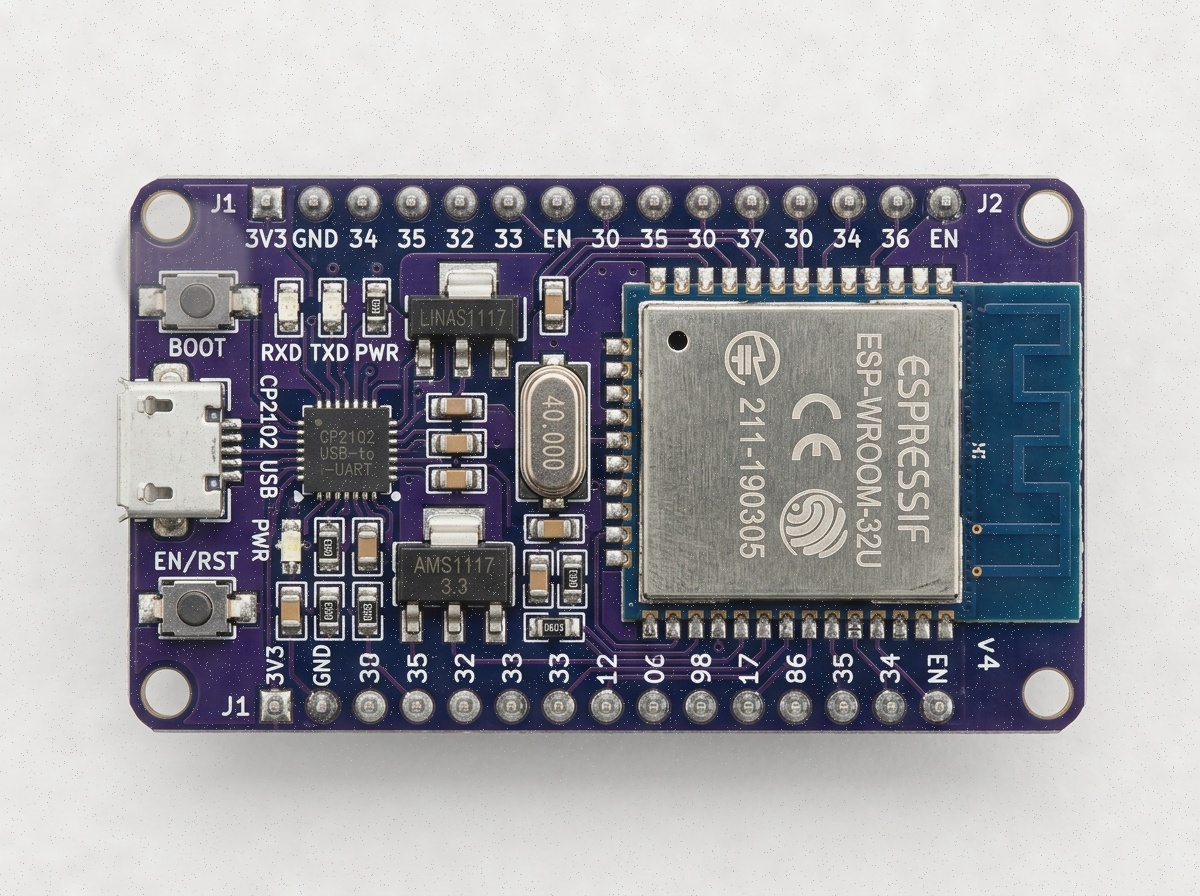 J1
J2
3V3 GND 34 35 32 33 EN 30 35 30 37 30 34 36 EN
BOOT
RXD TXD PWR
LINAS1117
CP2102 USB
CP2102
USB-to
-UART
40.000
ESPRESSIF
ESP-WROOM-32U
CE
211-190305
PWR
EN/RST
AMS1117
3.3
V4
3V3 GND 35 32 33 33 12 06 98 17 86 35 34 EN
J1